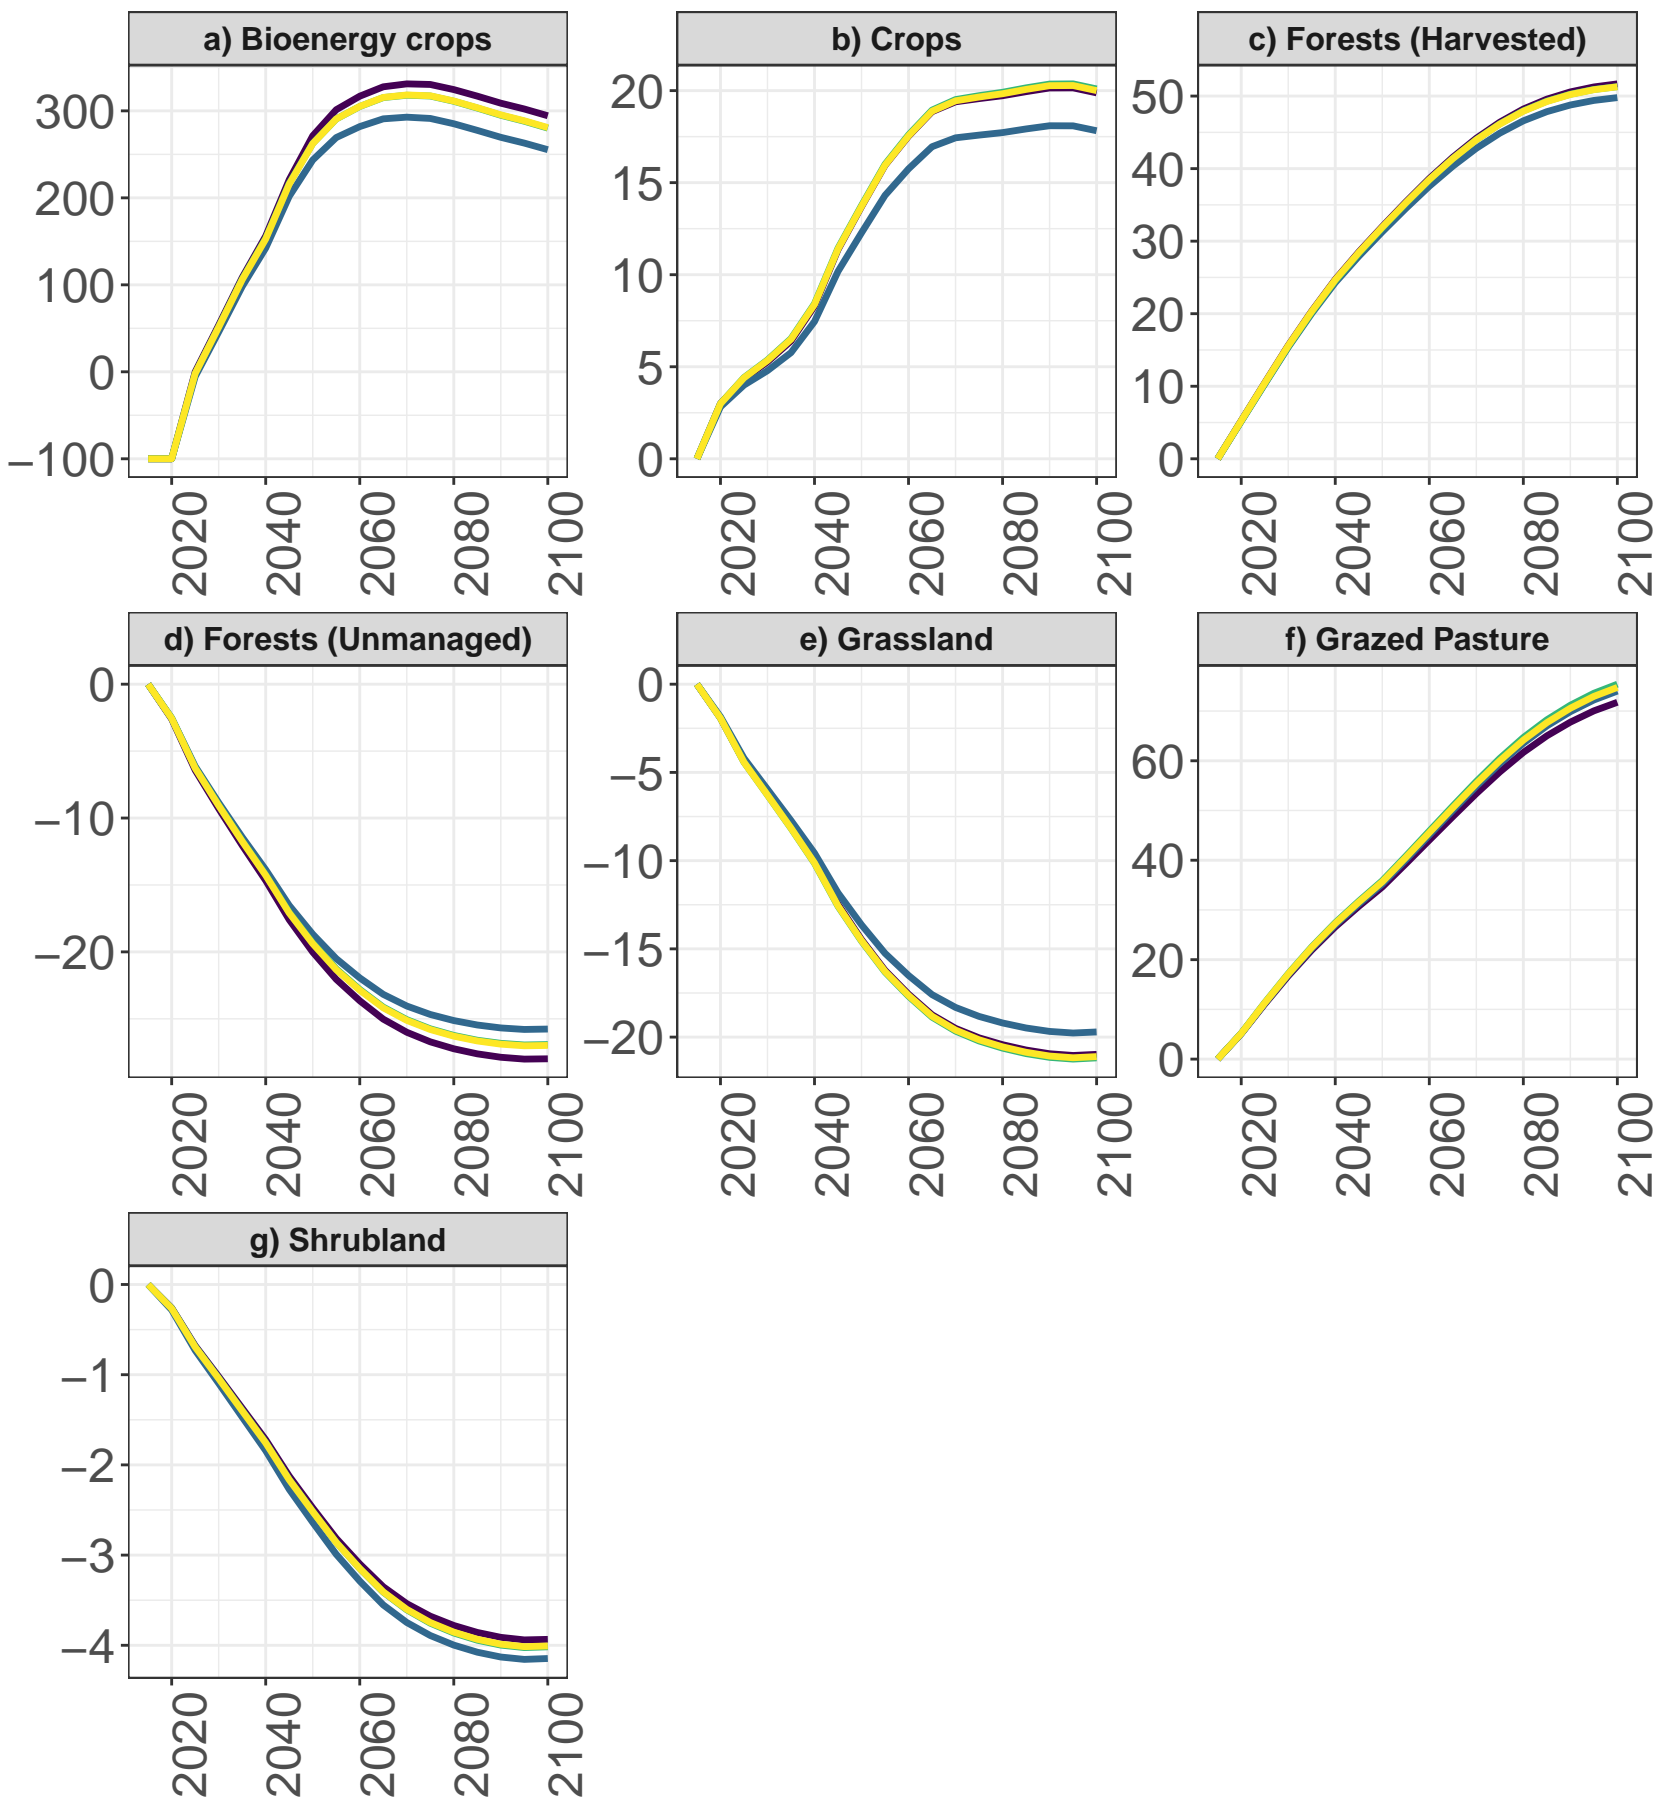 a) Bioenergy crops
300
200
100
0
−100
2020 2040 2060 2080 2100
b) Crops
20
15
10
5
0
2020 2040 2060 2080 2100
c) Forests (Harvested)
50
40
30
20
10
0
2020 2040 2060 2080 2100
d) Forests (Unmanaged)
0
−10
−20
2020 2040 2060 2080 2100
e) Grassland
0
−5
−10
−15
−20
2020 2040 2060 2080 2100
f) Grazed Pasture
60
40
20
0
2020 2040 2060 2080 2100
g) Shrubland
0
−1
−2
−3
−4
2020 2040 2060 2080 2100